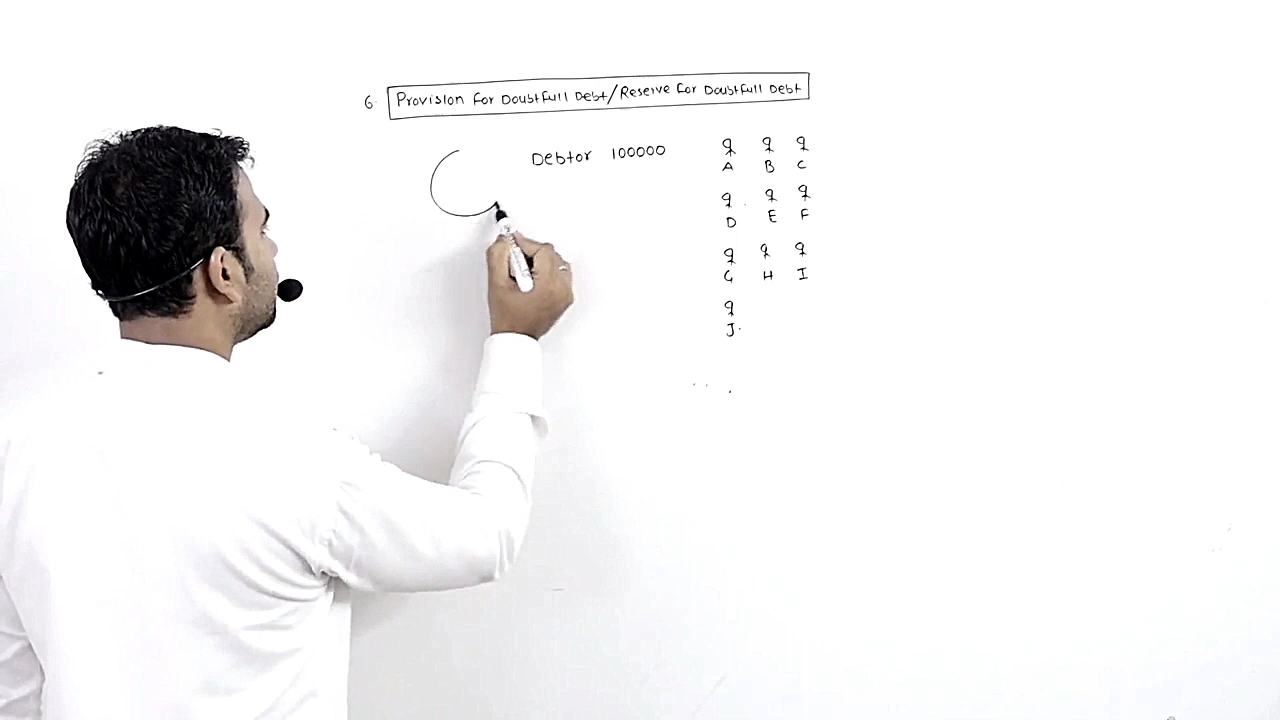 6. Provision for Doubtfull Debt/Reserve for Doubtfull Debt
Debtor 100000
A B C
D E F
G H I
J.